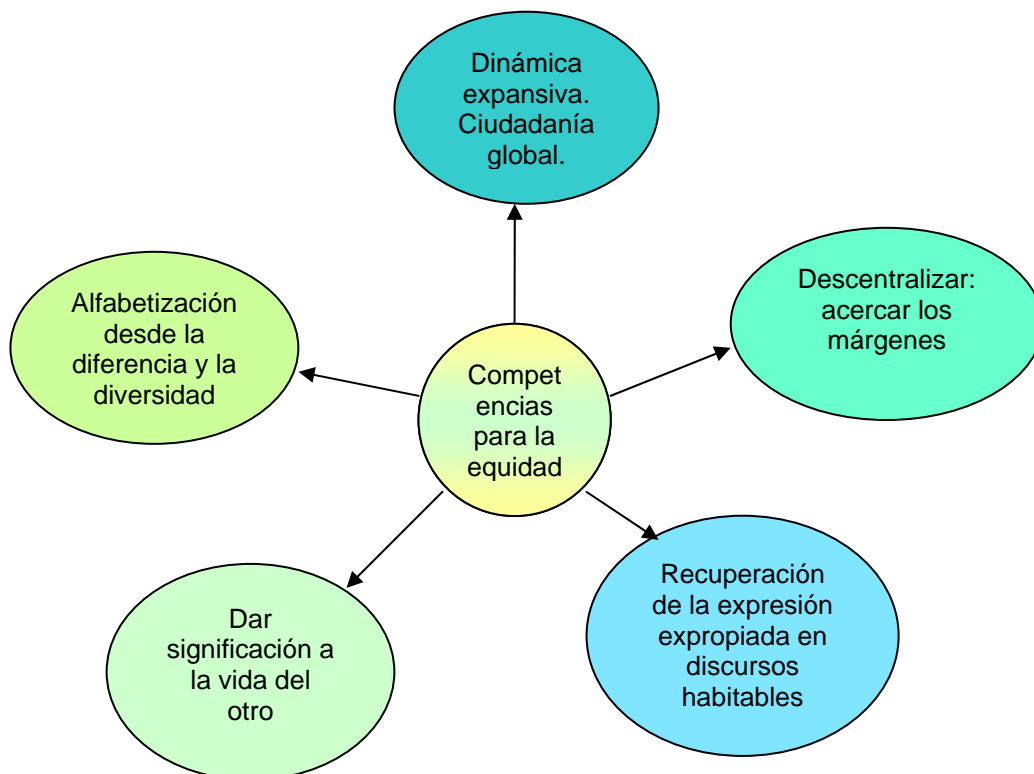 Dinámica
expansiva.
Ciudadanía
global.
Descentralizar:
acercar los
márgenes
Alfabetización
desde la
diferencia y la
diversidad
Compet
encias
para la
equidad
Recuperación
de la expresión
expropiada en
discursos
habitables
Dar
significación a
la vida del
otro